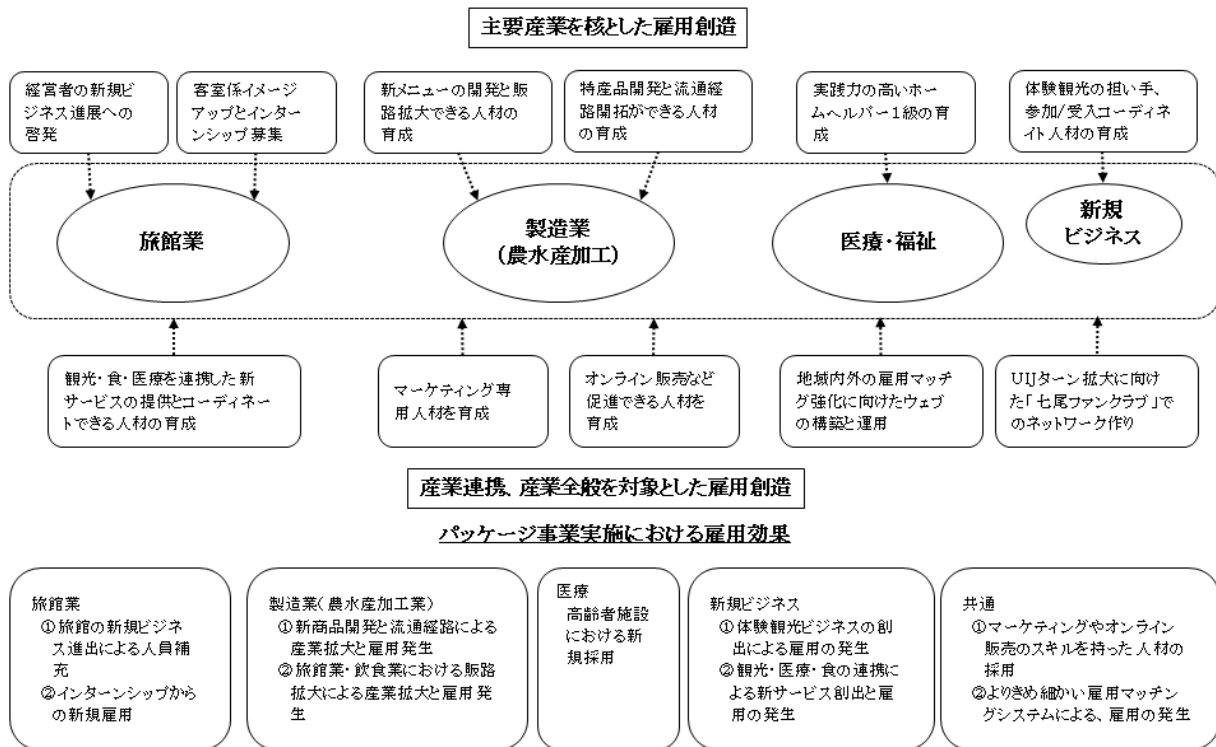 主要産業を核とした雇用創造
経営者の新規ビ
ジネス進展への
啓発
客室係イメージ
アップとインター
ンシップ募集
新メニューの開発と販
路拡大できる人材の
育成
特産品開発と流通経
路開拓ができる人材
の育成
実践力の高いホー
ムヘルパー1級の育
成
体験観光の担い手、
参加/受入コーディネ
イト人材の育成
旅館業
製造業
(農水産加工)
医療・福祉
新規
ビジネス
観光・食・医療を連携した新
サービスの提供とコーディネー
トできる人材の育成
マーケティング専
用人材を育成
オンライン販売など
促進できる人材を
育成
地域内外の雇用マッチ
グ強化に向けたウェブ
の構築と運用
UIJターン拡大に向け
た「七尾ファンクラブ」で
のネットワーク作り
産業連携、産業全般を対象とした雇用創造
パッケージ事業実施における雇用効果
旅館業
①旅館の新規ビジネ
ス進出による人員補
充
②インターンシップから
の新規雇用
製造業(農水産加工業)
①新商品開発と流通経路による
産業拡大と雇用発生
②旅館業・飲食業における販路
拡大による産業拡大と雇用発
生
医療
高齢者施設
における新
規採用
新規ビジネス
①体験観光ビジネスの創
出による雇用の発生
②観光・医療・食の連携に
よる新サービス創出と雇
用の発生
共通
①マーケティングやオンライン
販売のスキルを持った人材の
採用
②よりきめ細かい雇用マッチン
グシステムによる、雇用の発生